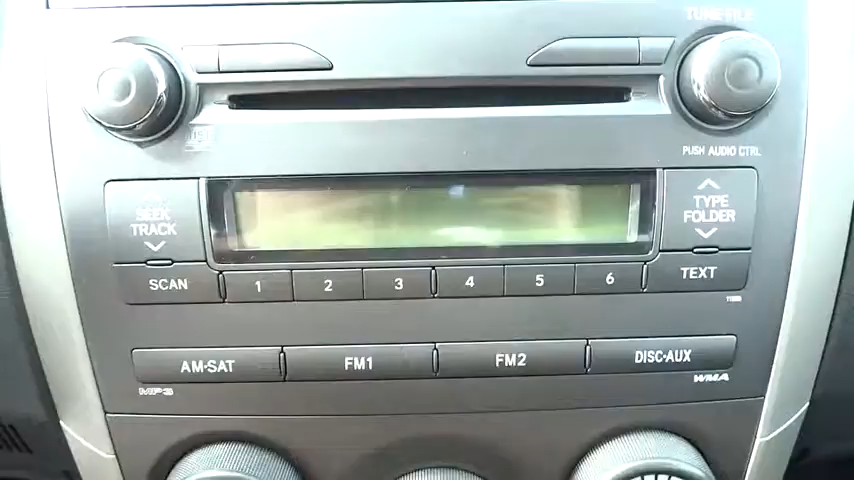 TUNE·FILE
PUSH AUDIO CTRL
SEEK
TRACK
TYPE
FOLDER
SCAN
1
2
3
4
5
6
TEXT
AM·SAT
FM1
FM2
DISC·AUX
MP3
WMA